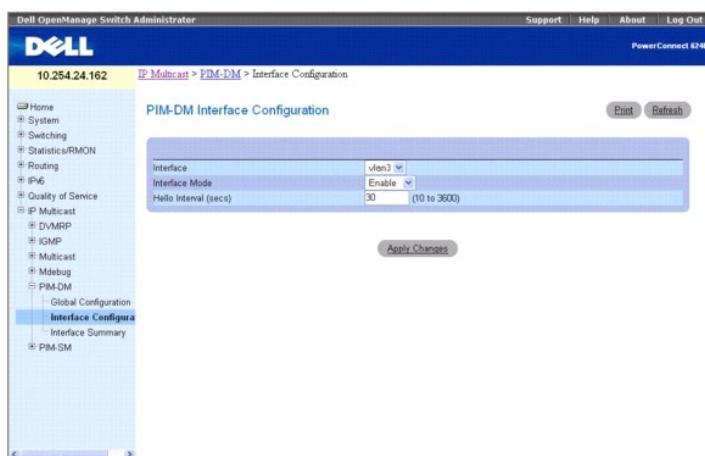 Dell OpenManage Switch Administrator Support Help About Log Out
DELL
PowerConnect 624
10.254.24.162
IP Multicast > PIM-DM > Interface Configuration
Home
System
Switching
Statistics/RMON
Routing
IPv6
Quality of Service
IP Multicast
DVMRP
IGMP
Multicast
Mdebug
PIM-DM
Global Configuration
Interface Configura
Interface Summary
PIM-SM
PIM-DM Interface Configuration
Print Refresh
Interface vlan3
Interface Mode Enable
Hello Interval (secs) 30 (10 to 3600)
Apply Changes